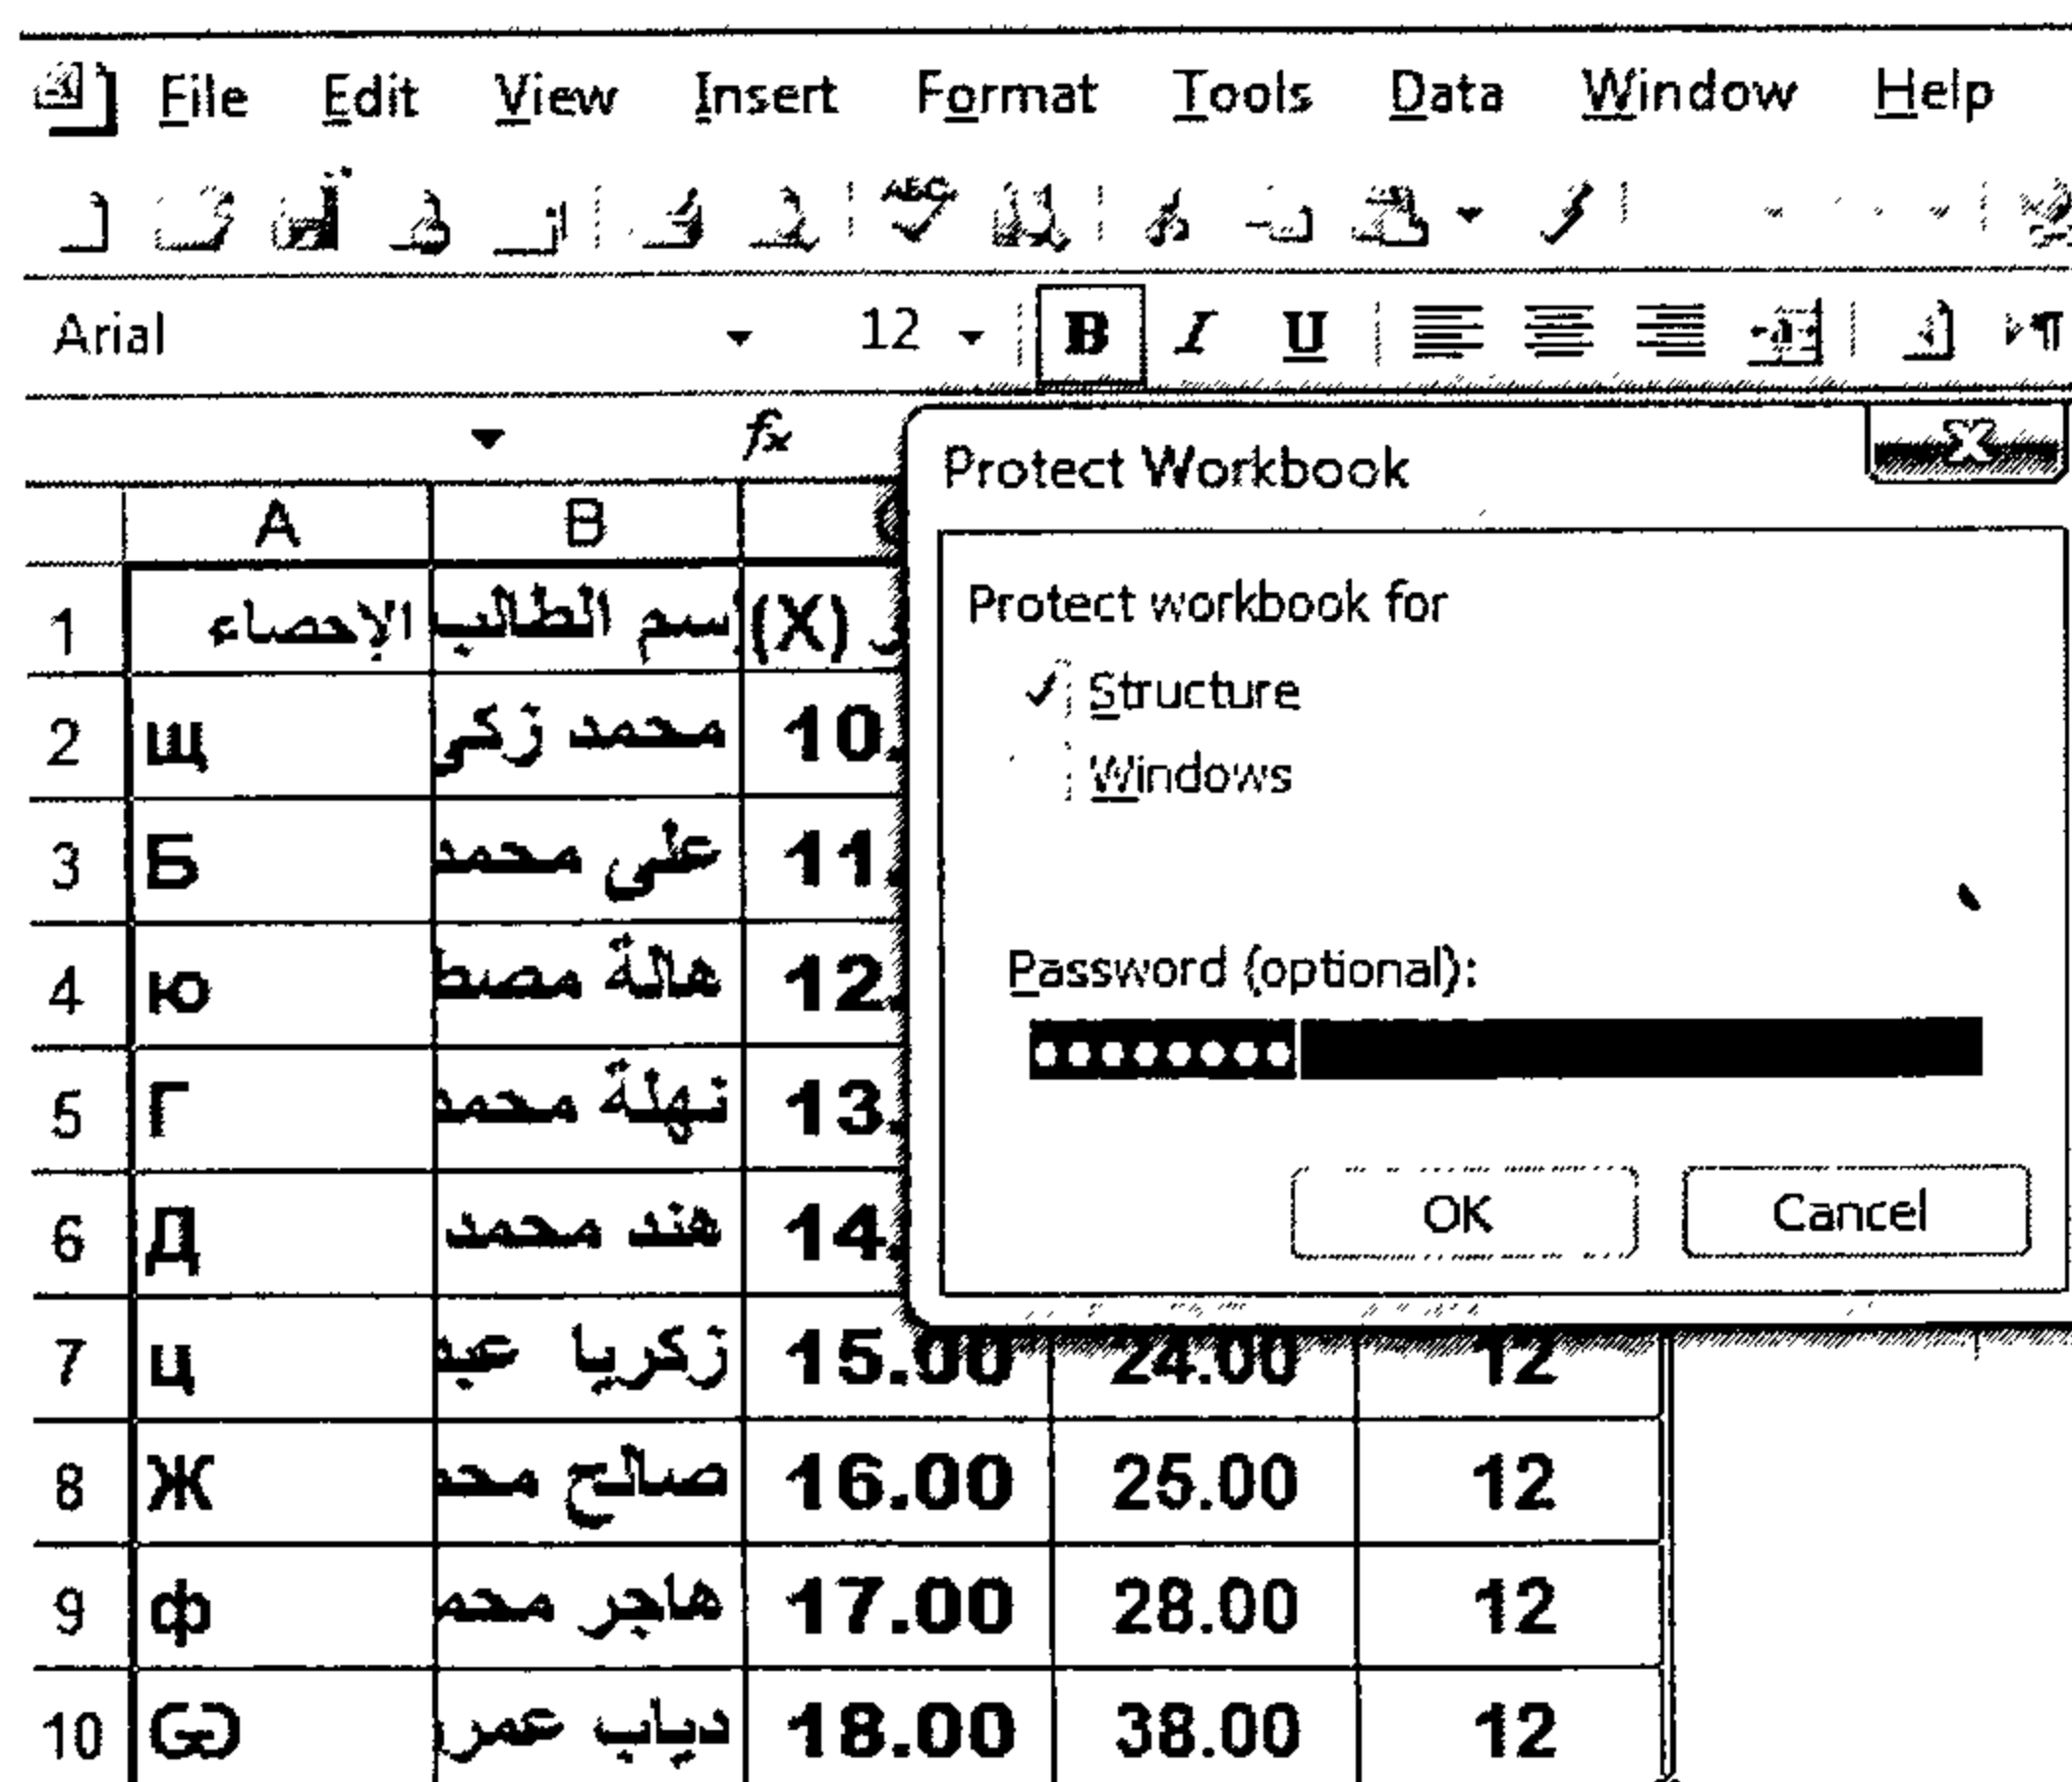 File Edit View Insert Format Tools Data Window Help
Arial 12 B I U
fx
Protect Workbook
A B
Protect workbook for
Structure
Windows
Password (optional):
OK Cancel
1 الإحصاء إسم الطالب (X)
2 щ محمد زكى 10.
3 Б على محمد 11.
4 ю هالة مصط 12.
5 Г نهلة محمد 13.
6 Д هند محمد 14.
7 ц زكريا عبد 15.00 24.00 12
8 Ж صالح محمد 16.00 25.00 12
9 ф هاجر محم 17.00 28.00 12
10 دياب عمر 18.00 38.00 12